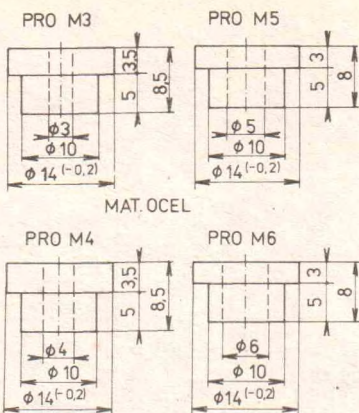 PRO M3
3,5
5
8,5
ϕ3
ϕ10
ϕ14(-0,2)
PRO M5
3
5
8
ϕ5
ϕ10
ϕ14(-0,2)
MAT. OCEL
PRO M4
3,5
5
8,5
ϕ4
ϕ10
ϕ14(-0,2)
PRO M6
3
5
8
ϕ6
ϕ10
ϕ14(-0,2)